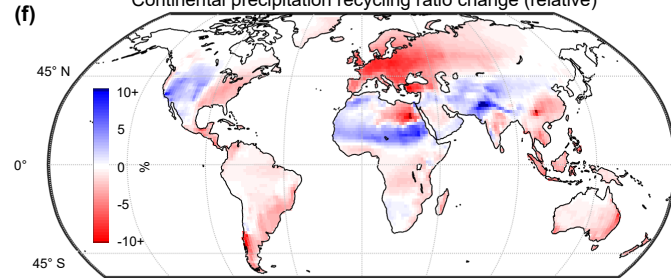 Continental precipitation recycling ratio change (relative)
(f)
45° N
10+
5
0° 
0
%
-5
-10+
45° S